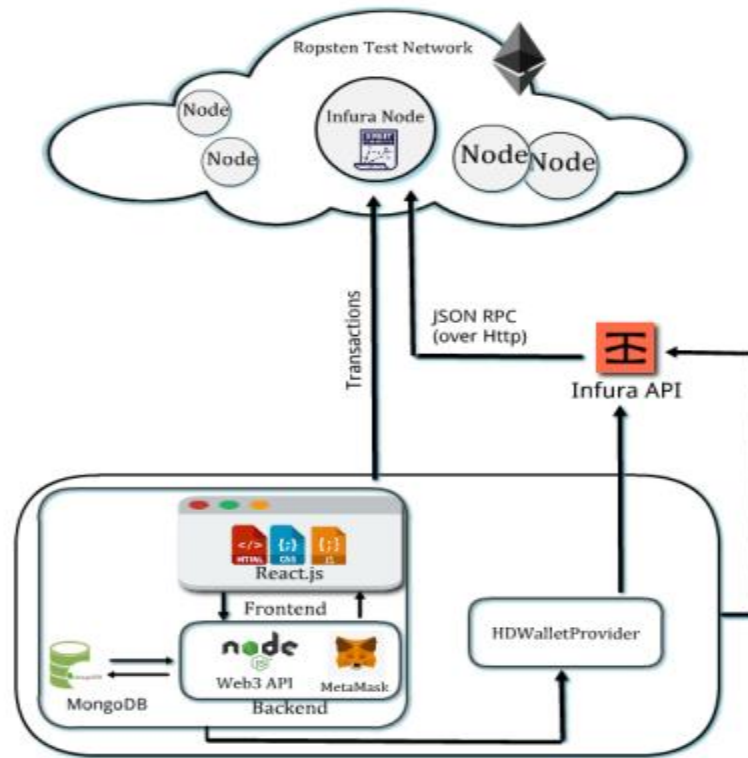 Ropsten Test Network
Node
Infura Node
Node
Node
Node
Transactions
JSON RPC
(over Http)
Infura API
</>
HTML
{;}
CSS
{;}
JS
React.js
Frontend
node
JS
Web3 API
MetaMask
Backend
MongoDB
HDWalletProvider